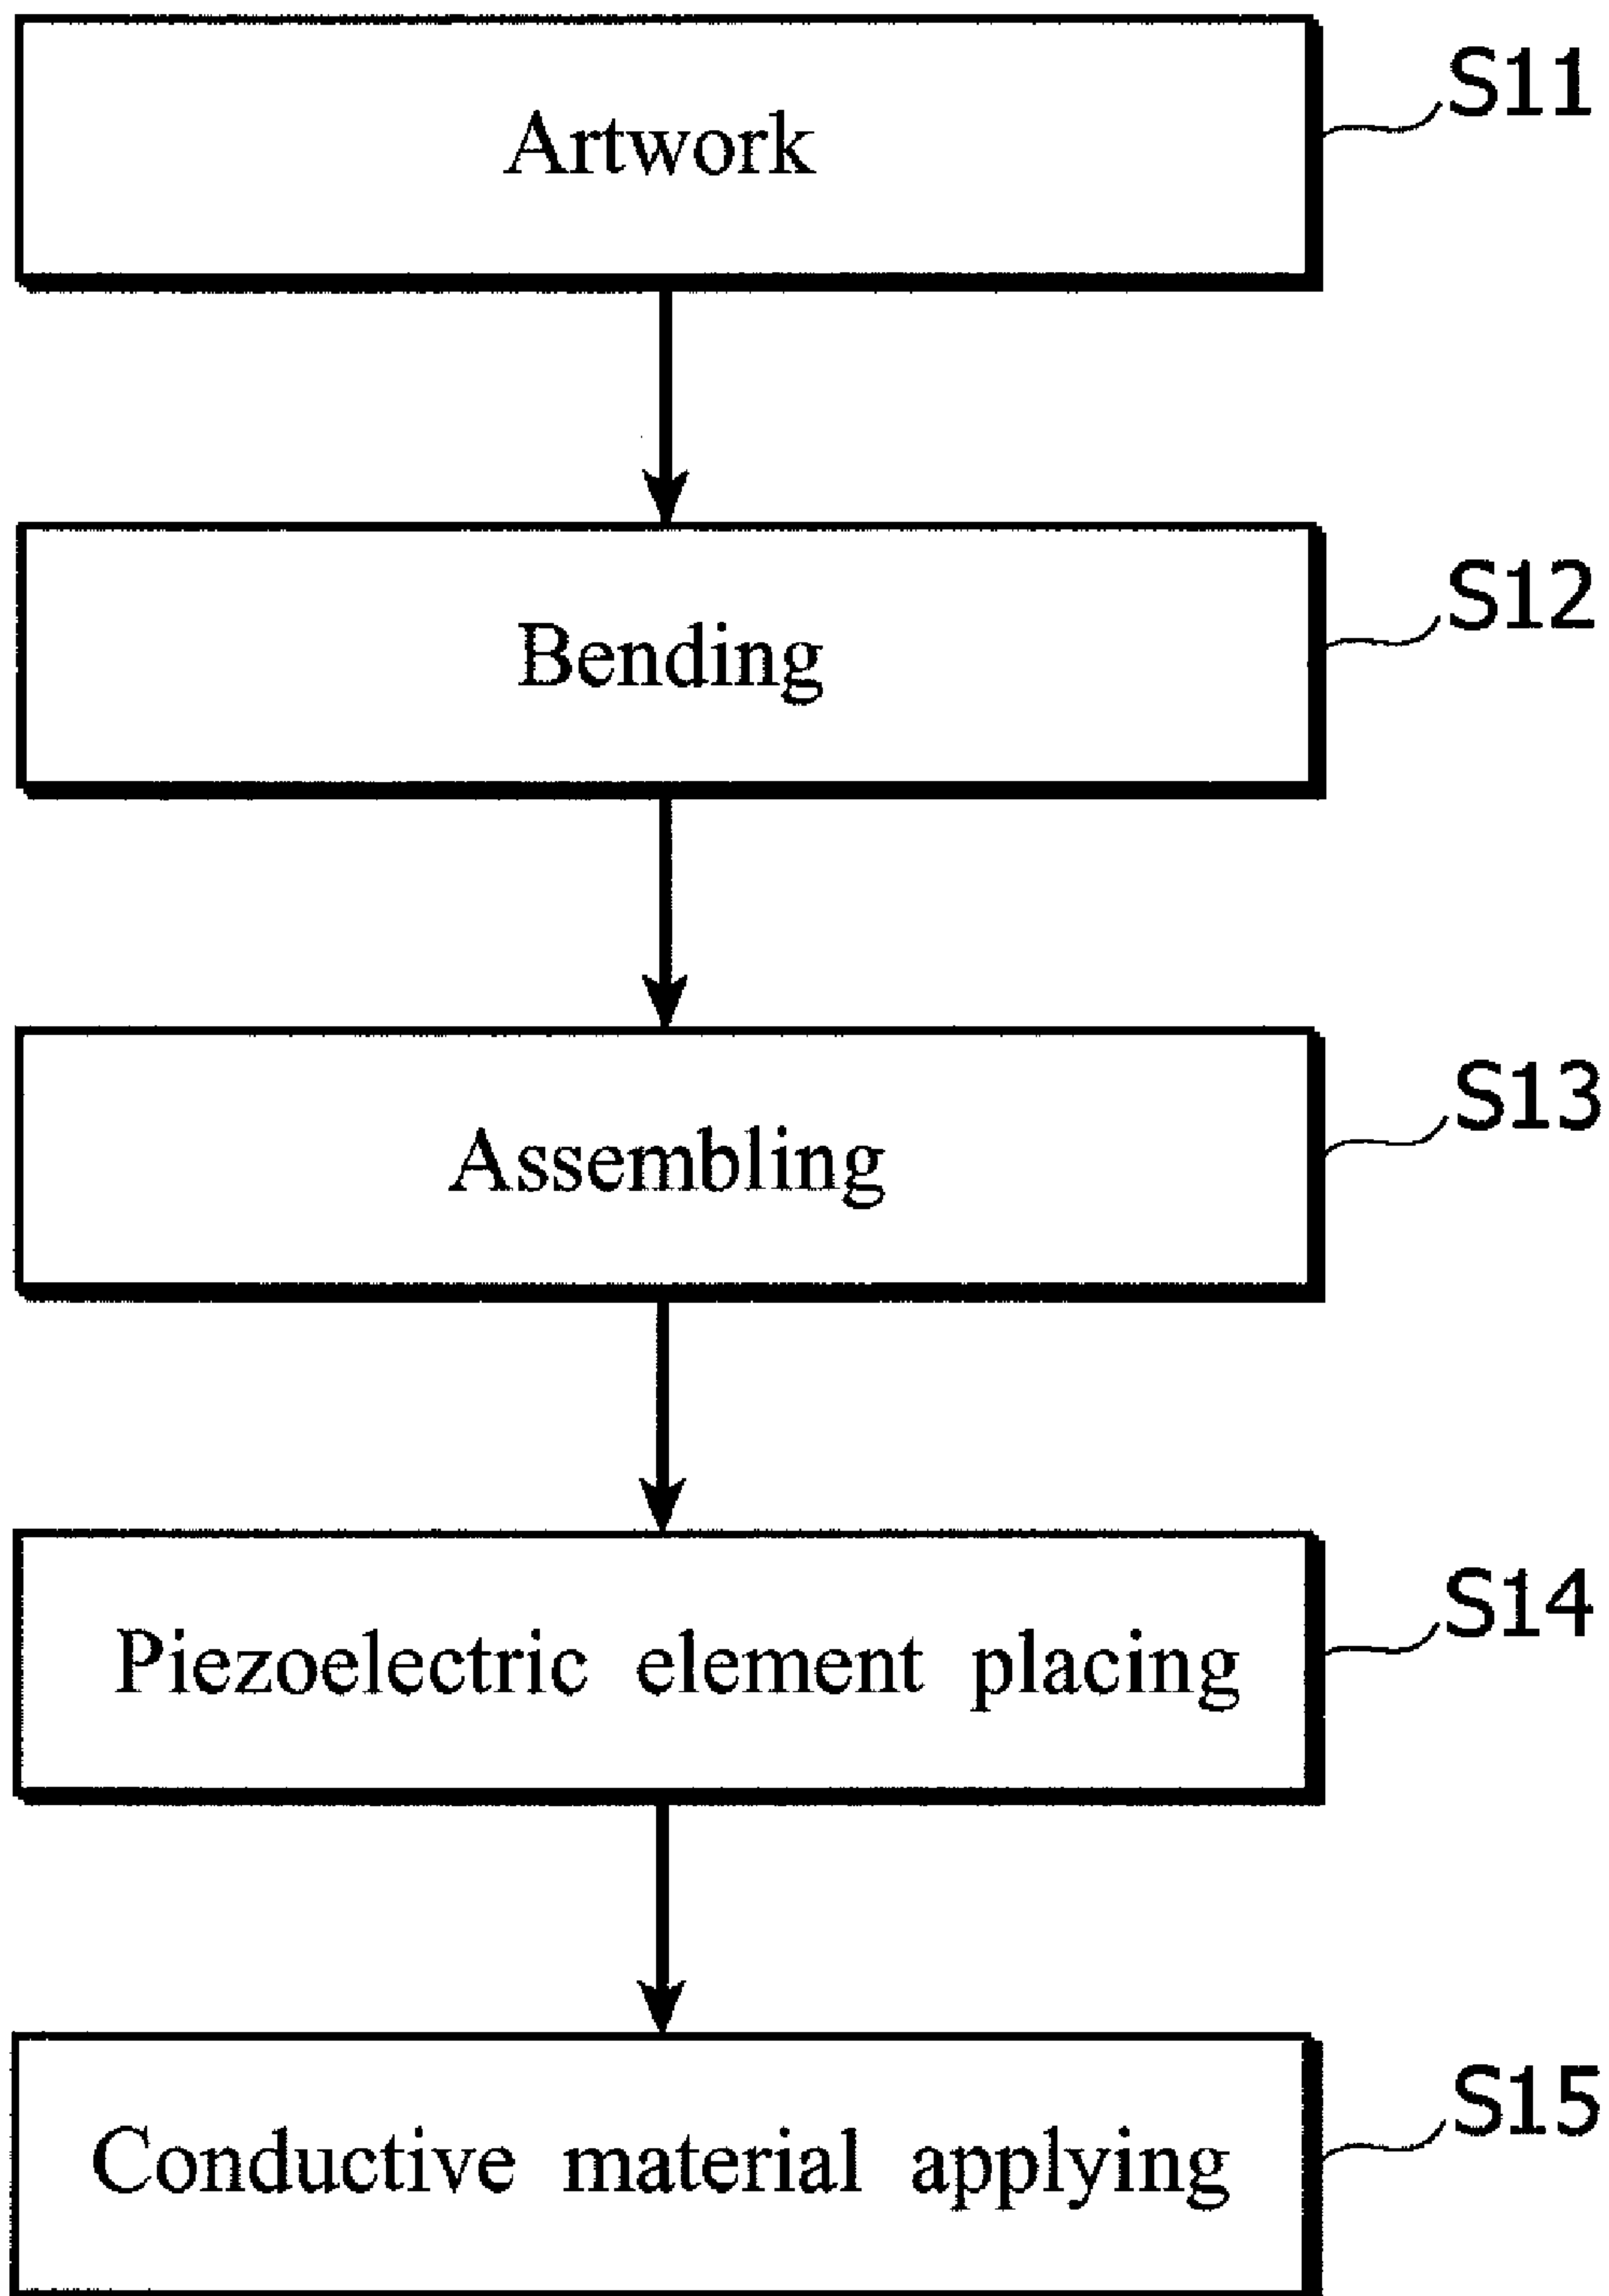 Artwork
S11
Bending
S12
Assembling
S13
Piezoelectric element placing
S14
Conductive material applying
S15